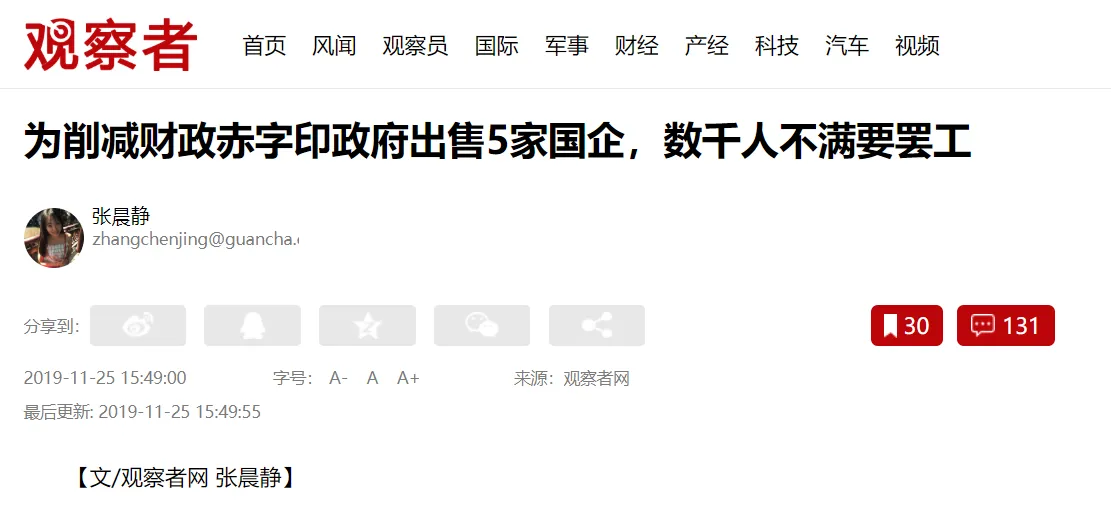 观察者 首页 风闻 观察员 国际 军事 财经 产经 科技 汽车 视频
为削减财政赤字印政府出售5家国企，数千人不满要罢工
张晨静
zhangchenjing@guancha.
分享到: 30 131
2019-11-25 15:49:00 字号： A- A A+ 来源：观察者网
最后更新: 2019-11-25 15:49:55
【文/观察者网 张晨静】